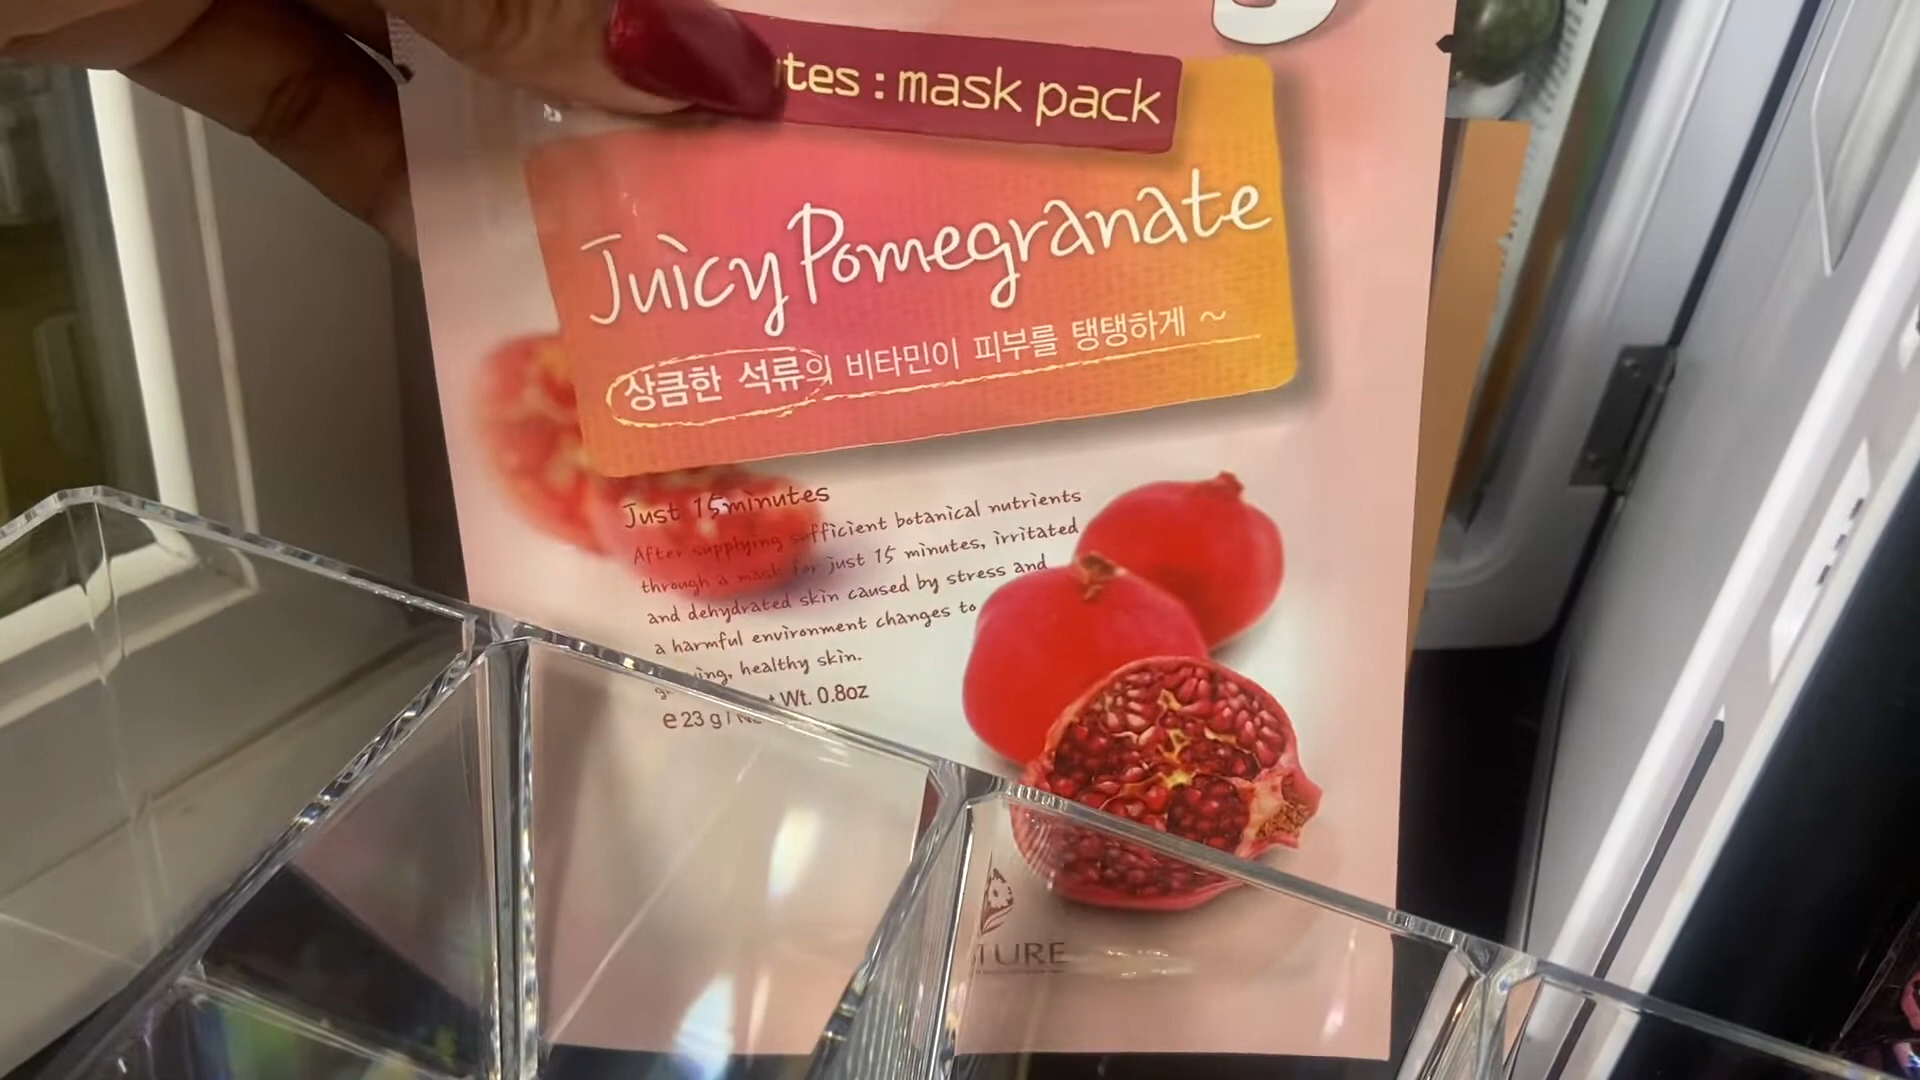 : mask pack
Juicy Pomegranate
상큼한 석류의 비타민이 피부를 탱탱하게 ~
Just 15minutes
After supplying sufficient botanical nutrients
through a mask for just 15 minutes, irritated
and dehydrated skin caused by stress and
a harmful environment changes to
healthy skin.
e 23 g / Wt. 0.8oz